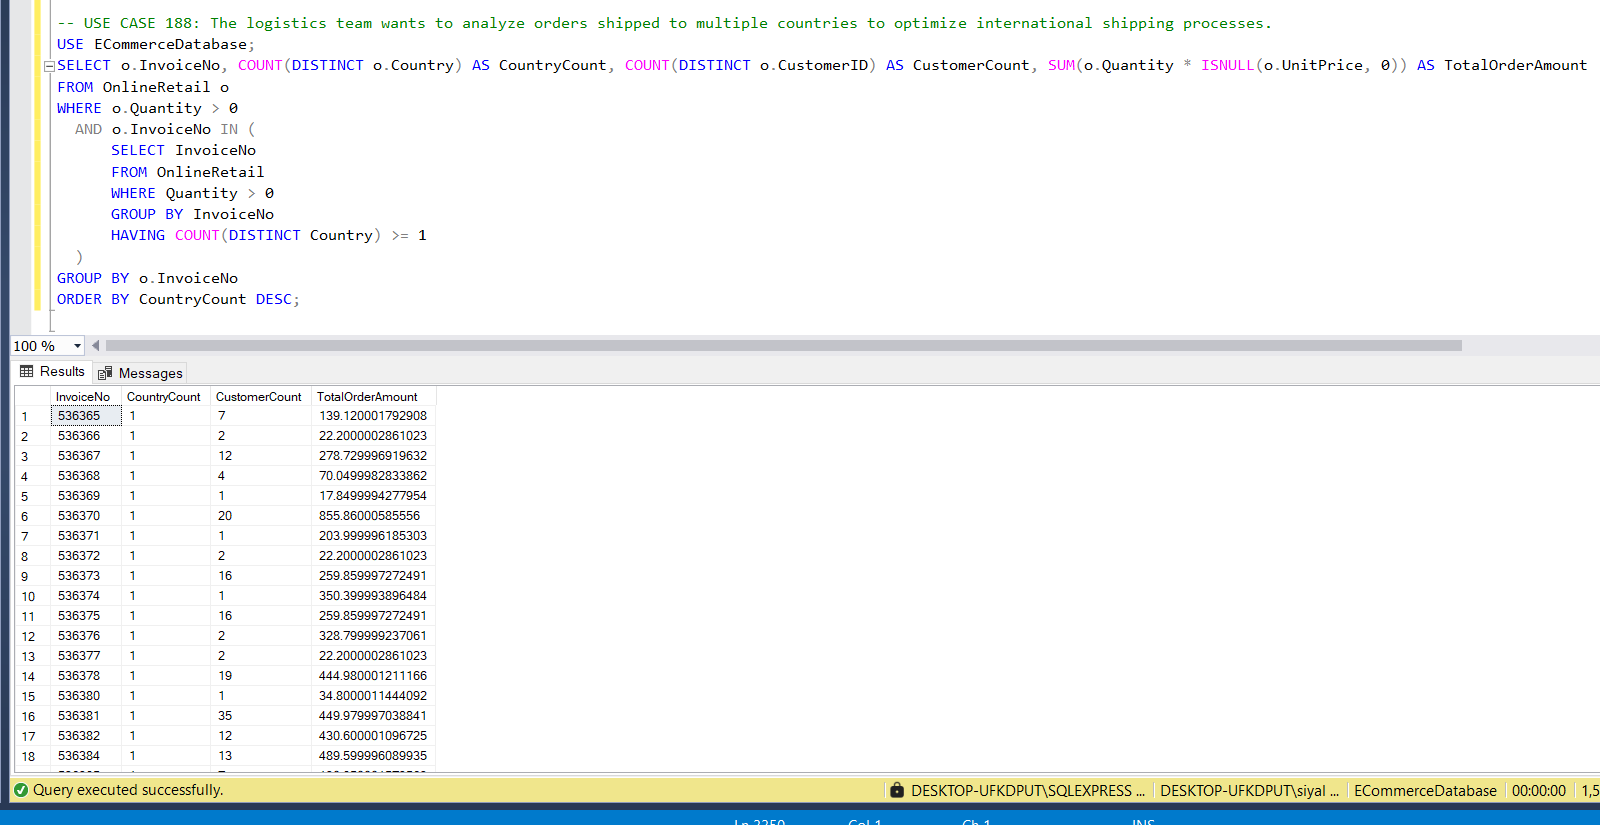 -- USE CASE 188: The logistics team wants to analyze orders shipped to multiple countries to optimize international shipping processes.
USE ECommerceDatabase;
SELECT o.InvoiceNo, COUNT(DISTINCT o.Country) AS CountryCount, COUNT(DISTINCT o.CustomerID) AS CustomerCount, SUM(o.Quantity * ISNULL(o.UnitPrice, 0)) AS TotalOrderAmount
FROM OnlineRetail o
WHERE o.Quantity > 0
AND o.InvoiceNo IN (
SELECT InvoiceNo
FROM OnlineRetail
WHERE Quantity > 0
GROUP BY InvoiceNo
HAVING COUNT(DISTINCT Country) >= 1
)
GROUP BY o.InvoiceNo
ORDER BY CountryCount DESC;
100 %
Results Messages
InvoiceNo CountryCount CustomerCount TotalOrderAmount
1 536365 1 7 139.120001792908
2 536366 1 2 22.2000002861023
3 536367 1 12 278.729996919632
4 536368 1 4 70.0499982833862
5 536369 1 1 17.8499994277954
6 536370 1 20 855.86000585556
7 536371 1 1 203.999996185303
8 536372 1 2 22.2000002861023
9 536373 1 16 259.859997272491
10 536374 1 1 350.399993896484
11 536375 1 16 259.859997272491
12 536376 1 2 328.799999237061
13 536377 1 2 22.2000002861023
14 536378 1 19 444.980001211166
15 536380 1 1 34.8000011444092
16 536381 1 35 449.979997038841
17 536382 1 12 430.600001096725
18 536384 1 13 489.599996089935
Query executed successfully. DESKTOP-UFKDPUT\SQLEXPRESS ... DESKTOP-UFKDPUT\siyal ... ECommerceDatabase 00:00:00 1,5
Col 1 Ch 1 INS